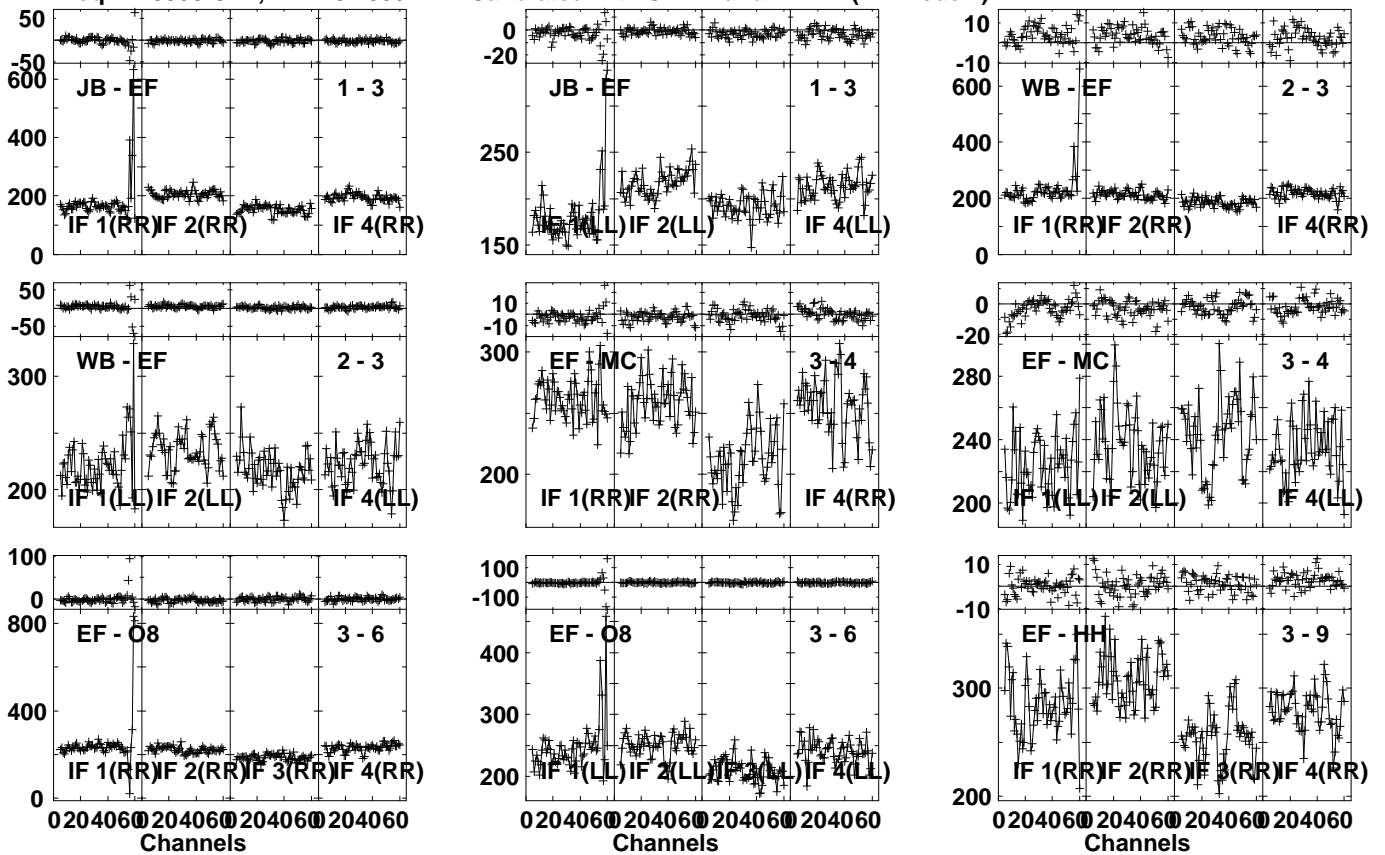 50
0
-50
600
400
200
0
JB - EF
1 - 3
IF 1(RR)
IF 2(RR)
IF 4(RR)
0
-20
250
150
JB - EF
1 - 3
IF 1(LL)
IF 2(LL)
IF 4(LL)
10
-10
600
400
200
0
WB - EF
2 - 3
IF 1(RR)
IF 2(RR)
IF 4(RR)
50
-50
300
200
WB - EF
2 - 3
IF 1(LL)
IF 2(LL)
IF 4(LL)
10
-10
300
200
EF - MC
3 - 4
IF 1(RR)
IF 2(RR)
IF 4(RR)
0
-20
280
240
200
EF - MC
3 - 4
IF 1(LL)
IF 2(LL)
IF 4(LL)
100
0
800
400
0
EF - O8
3 - 6
IF 1(RR)
IF 2(RR)
IF 3(RR)
IF 4(RR)
0 20 40 60 0 20 40 60 0 20 40 60 0 20 40 60
Channels
100
-100
400
300
200
EF - O8
3 - 6
IF 1(LL)
IF 2(LL)
IF 3(LL)
IF 4(LL)
0 20 40 60 0 20 40 60 0 20 40 60 0 20 40 60
Channels
10
-10
300
200
EF - HH
3 - 9
IF 1(RR)
IF 2(RR)
IF 3(RR)
IF 4(RR)
0 20 40 60 0 20 40 60 0 20 40 60 0 20 40 60
Channels